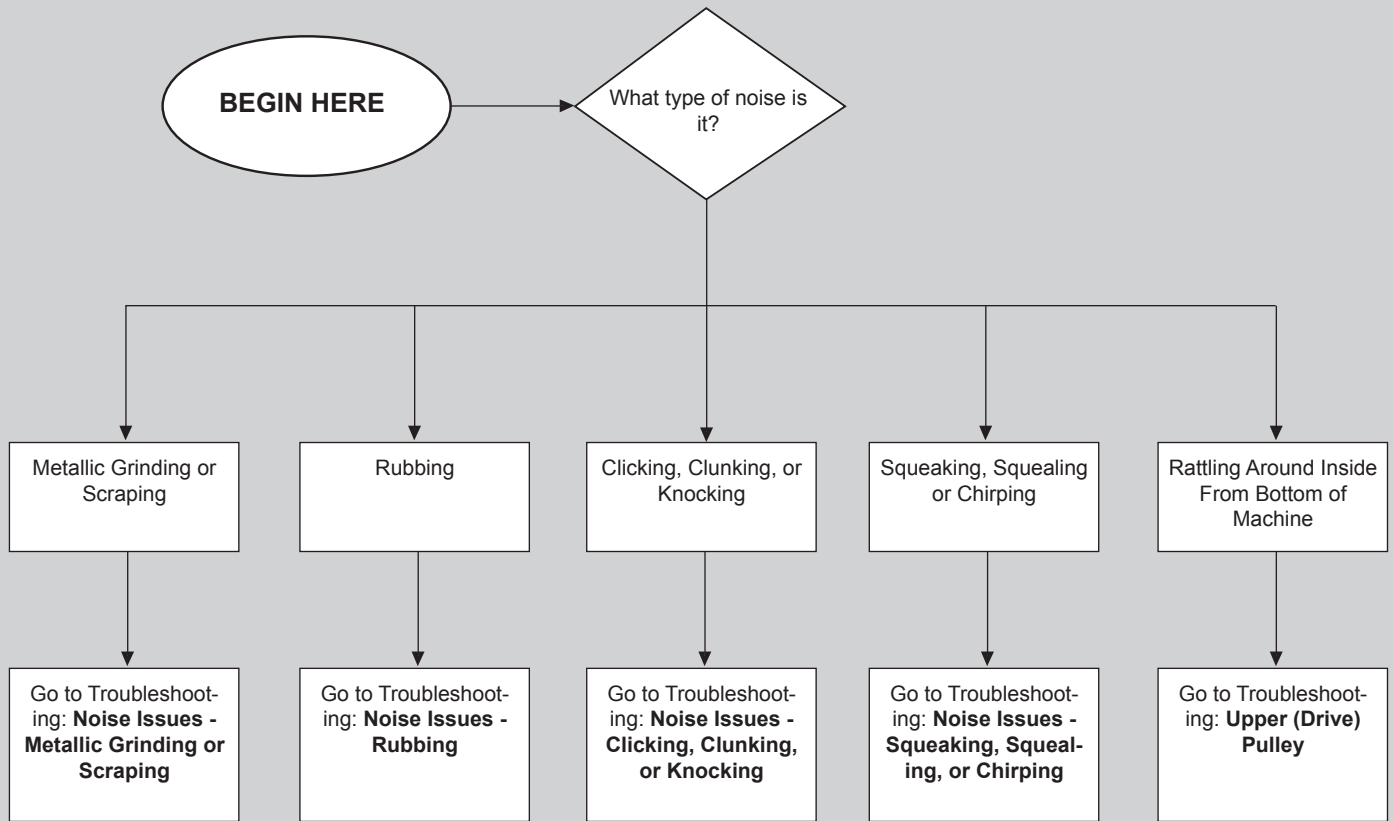 BEGIN HERE
What type of noise is
it?
Metallic Grinding or
Scraping
Rubbing
Clicking, Clunking, or
Knocking
Squeaking, Squealing
or Chirping
Rattling Around Inside
From Bottom of
Machine
Go to Troubleshoot-
ing: Noise Issues -
Metallic Grinding or
Scraping
Go to Troubleshoot-
ing: Noise Issues -
Rubbing
Go to Troubleshoot-
ing: Noise Issues -
Clicking, Clunking,
or Knocking
Go to Troubleshoot-
ing: Noise Issues -
Squeaking, Squeal-
ing, or Chirping
Go to Troubleshoot-
ing: Upper (Drive)
Pulley